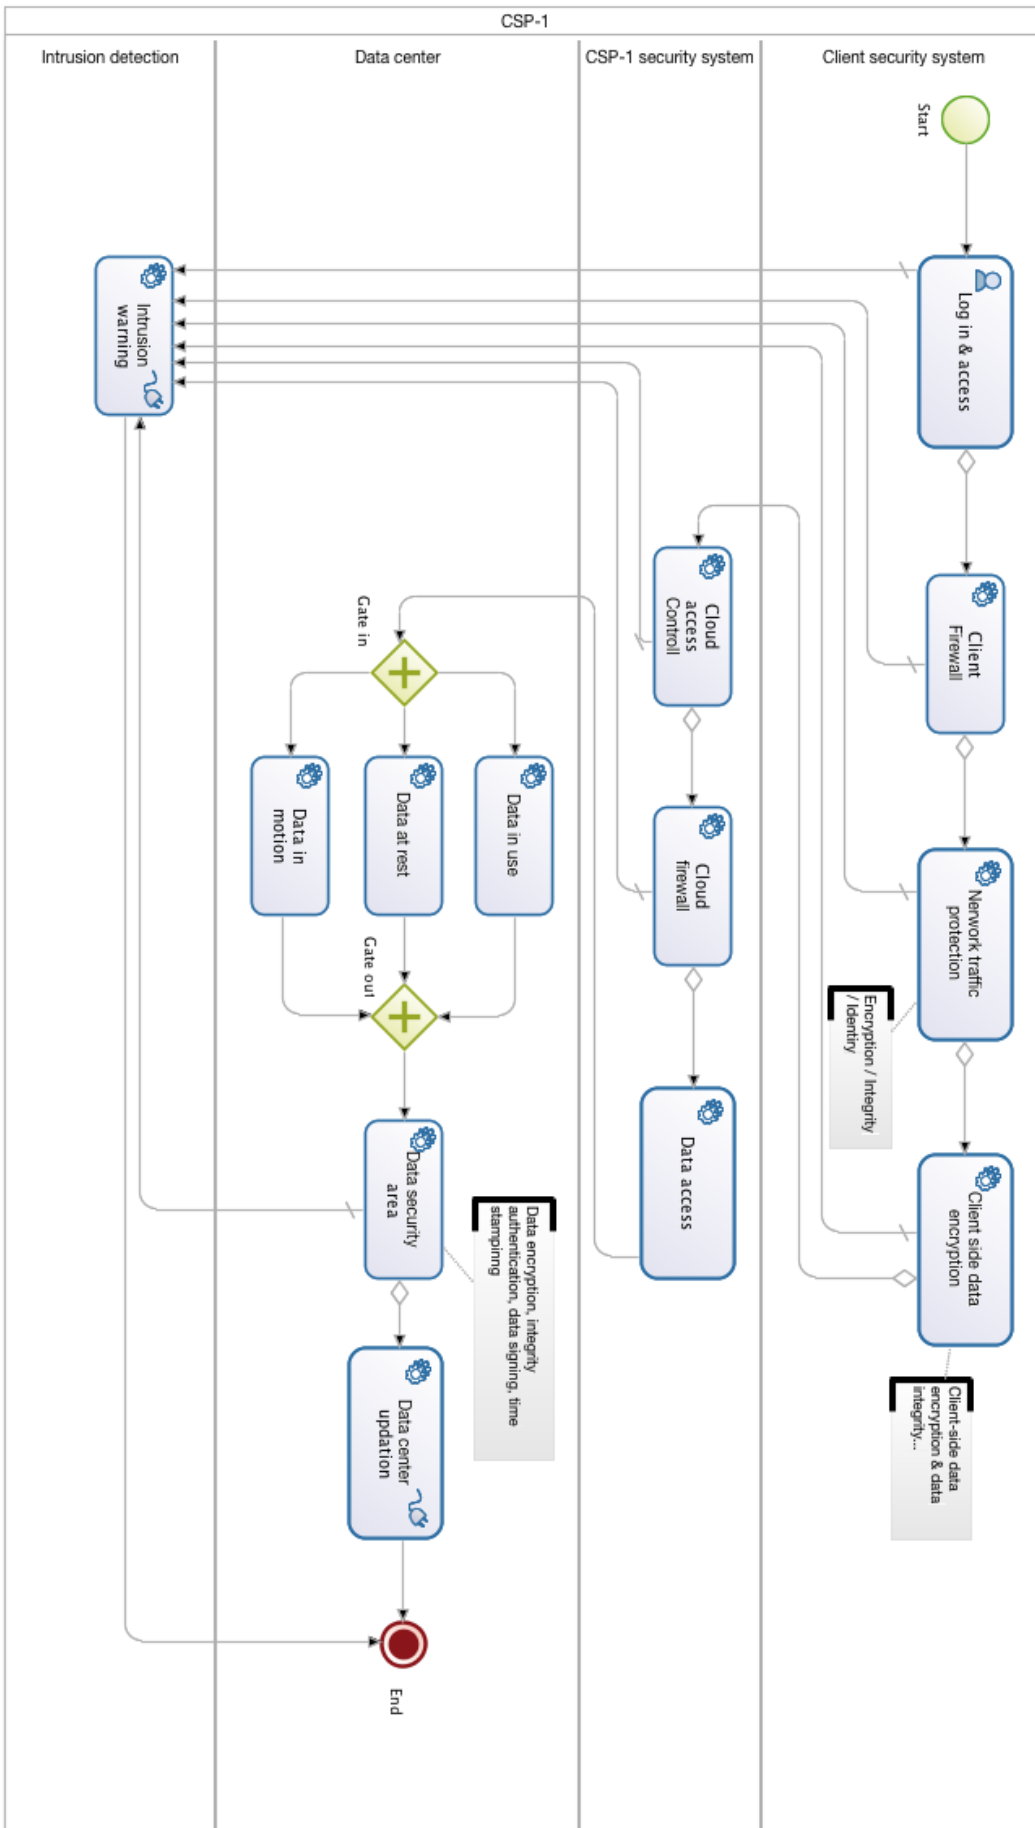 CSP-1
Intrusion detection
Data center
CSP-1 security system
Client security system
Start
Log in & access
Client
Firewall
Nerwork traffic
protection
Encryption / Integrity
/ Identiry
Client side data
encryption
Client-side data
encryption & data
integrity...
Cloud
access
Controll
Cloud
firewall
Data access
Gate in
Data in use
Data at rest
Data in
motion
Gate out
Data security
area
Data encryption, integrity
authentication, data signing, time
stampinng
Data center
updation
End
Intrusion
warning